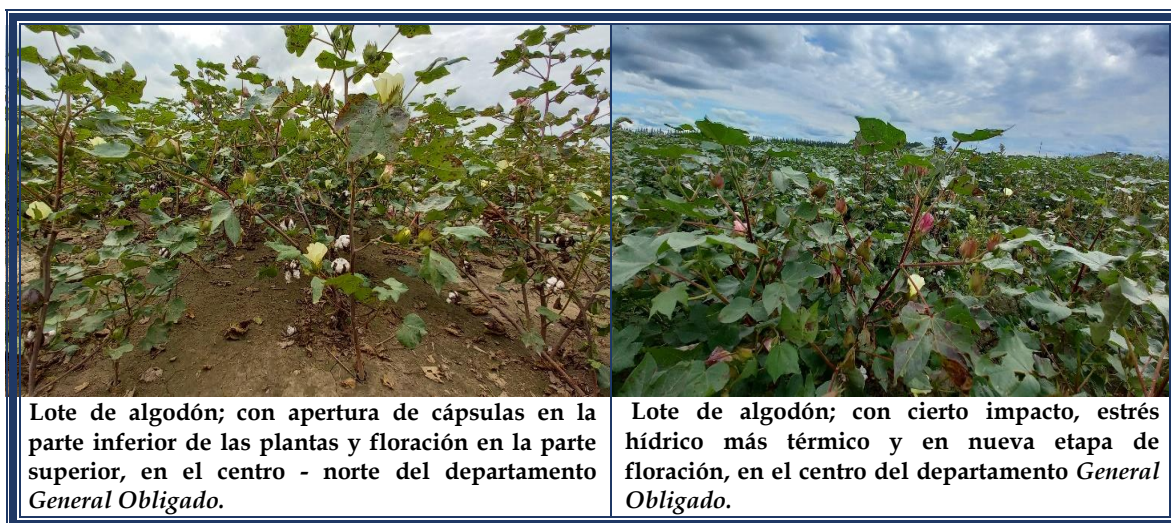 Lote de algodón; con apertura de cápsulas en la
parte inferior de las plantas y floración en la parte
superior, en el centro - norte del departamento
General Obligado.
Lote de algodón; con cierto impacto, estrés
hídrico más térmico y en nueva etapa de
floración, en el centro del departamento General
Obligado.